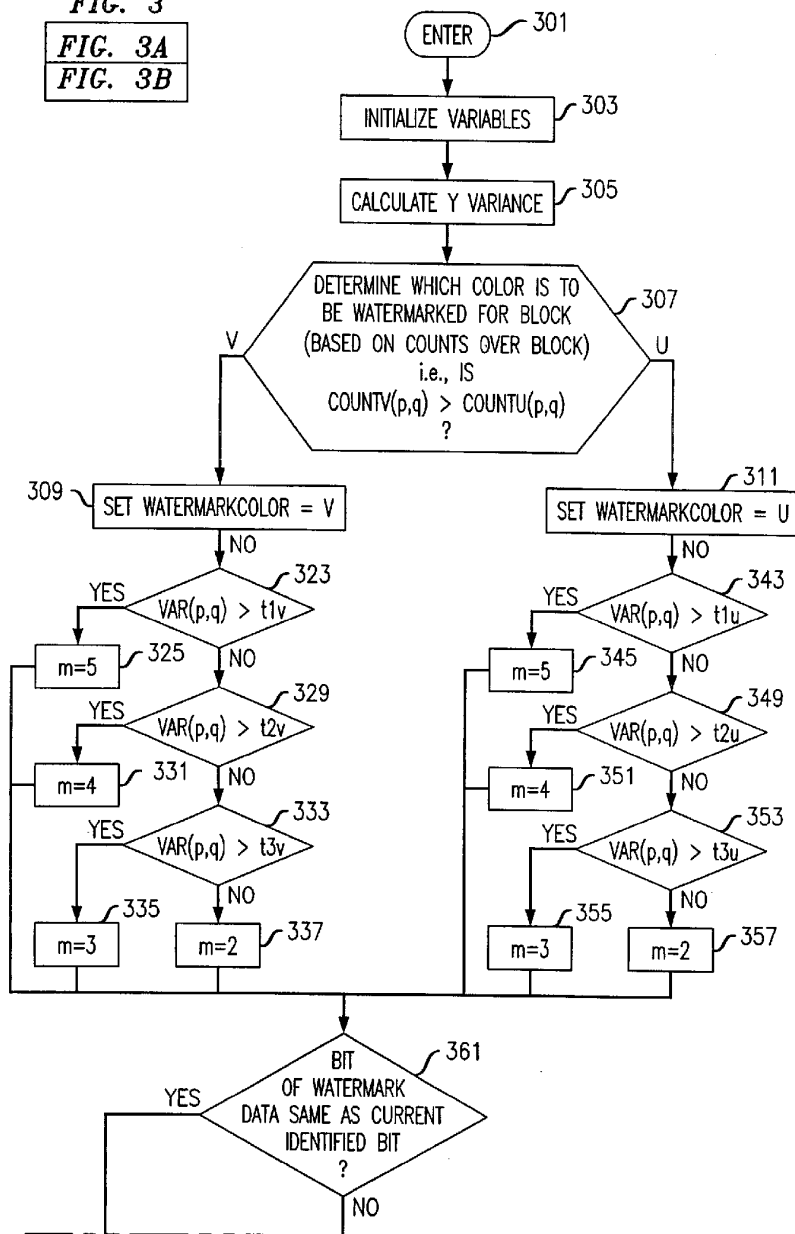 FIG. 3
FIG. 3A
FIG. 3B
ENTER
301
INITIALIZE VARIABLES
303
CALCULATE Y VARIANCE
305
DETERMINE WHICH COLOR IS TO
BE WATERMARKED FOR BLOCK
(BASED ON COUNTS OVER BLOCK)
i.e., IS
COUNTV(p,q) > COUNTU(p,q)
?
307
V
U
309
SET WATERMARKCOLOR = V
311
SET WATERMARKCOLOR = U
NO
NO
323
YES
VAR(p,q) > t1v
343
YES
VAR(p,q) > t1u
m=5
325
NO
m=5
345
NO
329
YES
VAR(p,q) > t2v
349
YES
VAR(p,q) > t2u
m=4
331
NO
m=4
351
NO
333
YES
VAR(p,q) > t3v
353
YES
VAR(p,q) > t3u
335
NO
355
NO
m=3
m=2
337
m=3
m=2
357
361
BIT
OF WATERMARK
DATA SAME AS CURRENT
IDENTIFIED BIT
?
YES
NO